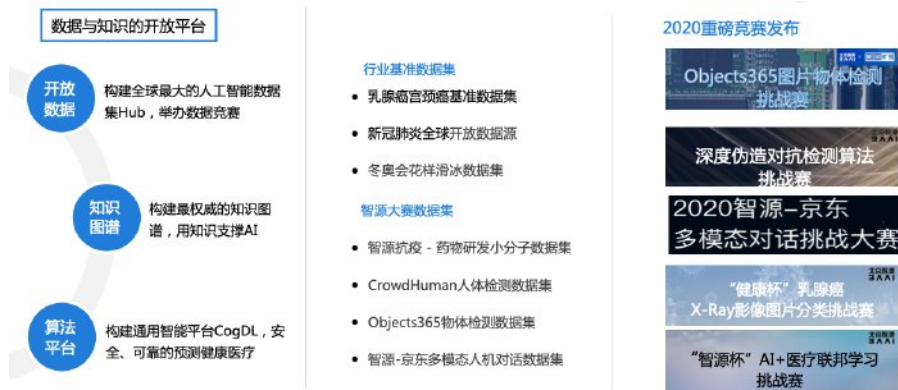 数据与知识的开放平台
开放
数据
构建全球最大的人工智能数据
集Hub，举办数据竞赛
知识
图谱
构建最权威的知识图
谱，用知识支撑AI
算法
平台
构建通用智能平台CogDL，安
全、可靠的预测健康医疗
行业基准数据集
• 乳腺癌宫颈癌基准数据集
• 新冠肺炎全球开放数据源
• 冬奥会花样滑冰数据集
智源大赛数据集
• 智源抗疫 - 药物研发小分子数据集
• CrowdHuman人体检测数据集
• Objects365物体检测数据集
• 智源-京东多模态人机对话数据集
2020重磅竞赛发布
Objects365图片物体检测
挑战赛
深度伪造对抗检测算法
挑战赛
2020智源-京东
多模态对话挑战大赛
“健康杯”乳腺癌
X-Ray影像图片分类挑战赛
“智源杯”AI+医疗联邦学习
挑战赛